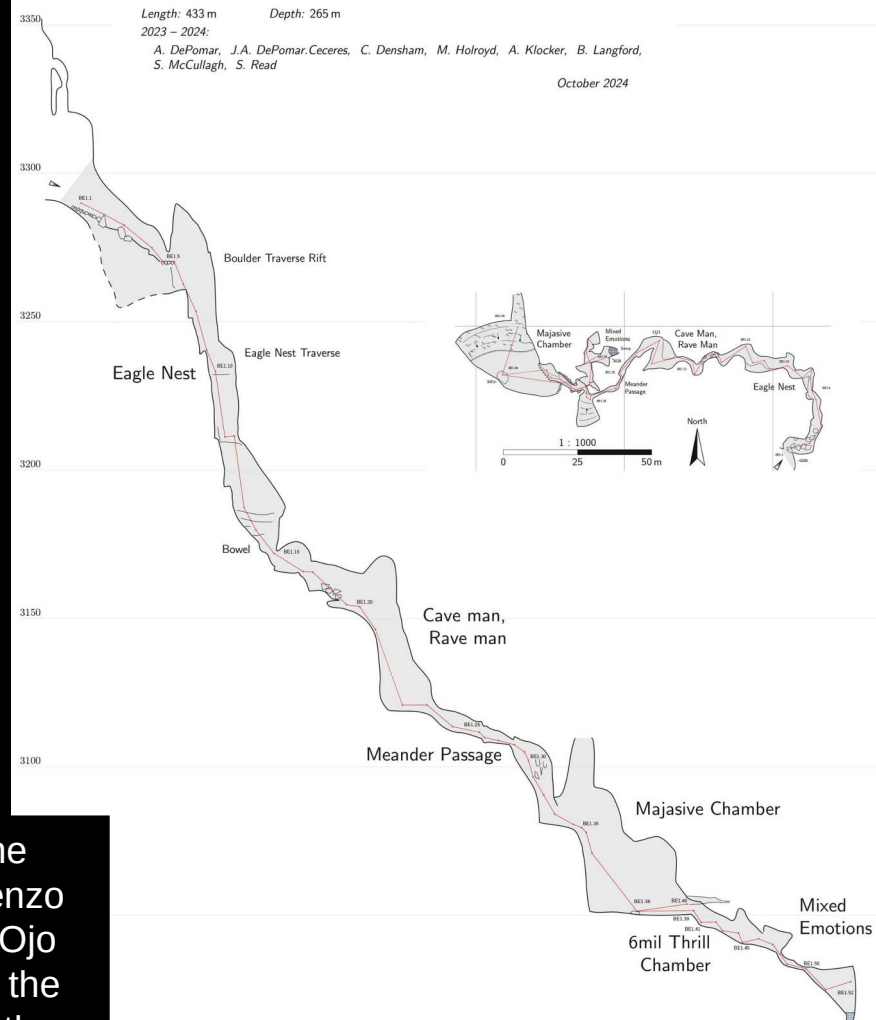 Length: 433 m Depth: 265 m
2023 – 2024:
A. DePomar, J.A. DePomar.Ceceres, C. Densham, M. Holroyd, A. Klocker, B. Langford,
S. McCullagh, S. Read
October 2024
3350
3300
BE1.1
BE1.5
Boulder Traverse Rift
3250
Eagle Nest Traverse
BE1.10
Eagle Nest
Majasive
Chamber
Mixed
Emotions
Sump
Cave Man,
Rave Man
Meander
Passage
Eagle Nest
North
1 : 1000
0 25 50 m
3200
Bowel
BE1.15
BE1.20
3150
Cave man,
Rave man
BE1.25
Meander Passage
BE1.30
3100
Majasive Chamber
BE1.35
BE1.36
BE1.40
BE1.39
BE1.41
BE1.45
6mil Thrill
Chamber
Mixed
Emotions
BE1.50
BE1.52
enzo
Ojo
the